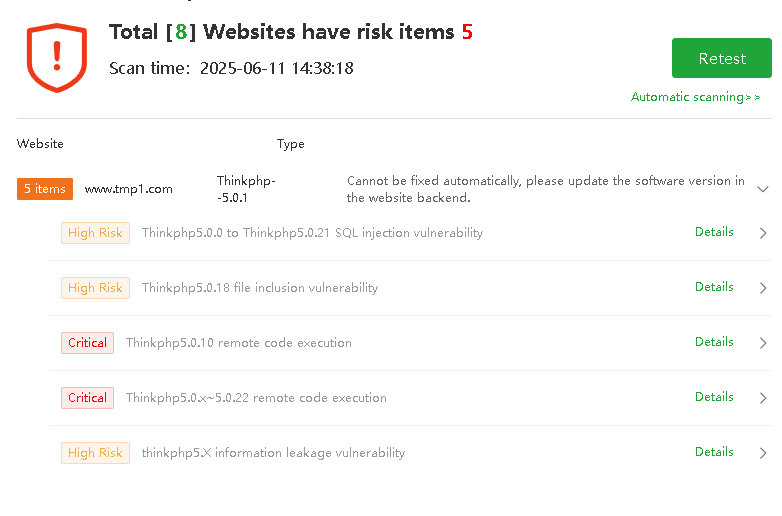 Total [8] Websites have risk items 5
Scan time: 2025-06-11 14:38:18
Retest
Automatic scanning>>
Website Type
5 items www.tmp1.com Thinkphp-
-5.0.1 Cannot be fixed automatically, please update the software version in
the website backend.
High Risk Thinkphp5.0.0 to Thinkphp5.0.21 SQL injection vulnerability Details
High Risk Thinkphp5.0.18 file inclusion vulnerability Details
Critical Thinkphp5.0.10 remote code execution Details
Critical Thinkphp5.0.x~5.0.22 remote code execution Details
High Risk thinkphp5.X information leakage vulnerability Details